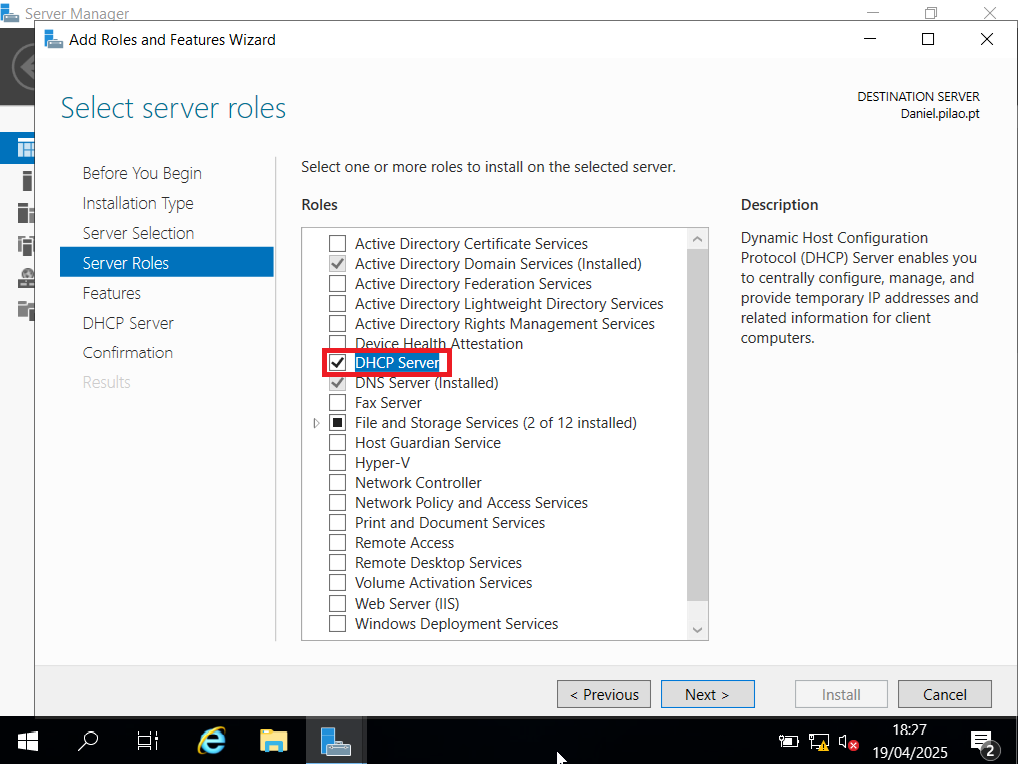 Server Manager
Add Roles and Features Wizard
Select server roles
DESTINATION SERVER
Daniel.pilao.pt
Before You Begin
Installation Type
Server Selection
Server Roles
Features
DHCP Server
Confirmation
Results
Select one or more roles to install on the selected server.
Roles
Active Directory Certificate Services
Active Directory Domain Services (Installed)
Active Directory Federation Services
Active Directory Lightweight Directory Services
Active Directory Rights Management Services
Device Health Attestation
DHCP Server
DNS Server (Installed)
Fax Server
File and Storage Services (2 of 12 installed)
Host Guardian Service
Hyper-V
Network Controller
Network Policy and Access Services
Print and Document Services
Remote Access
Remote Desktop Services
Volume Activation Services
Web Server (IIS)
Windows Deployment Services
Description
Dynamic Host Configuration
Protocol (DHCP) Server enables you
to centrally configure, manage, and
provide temporary IP addresses and
related information for client
computers.
< Previous
Next >
Install
Cancel
18:27
19/04/2025
2